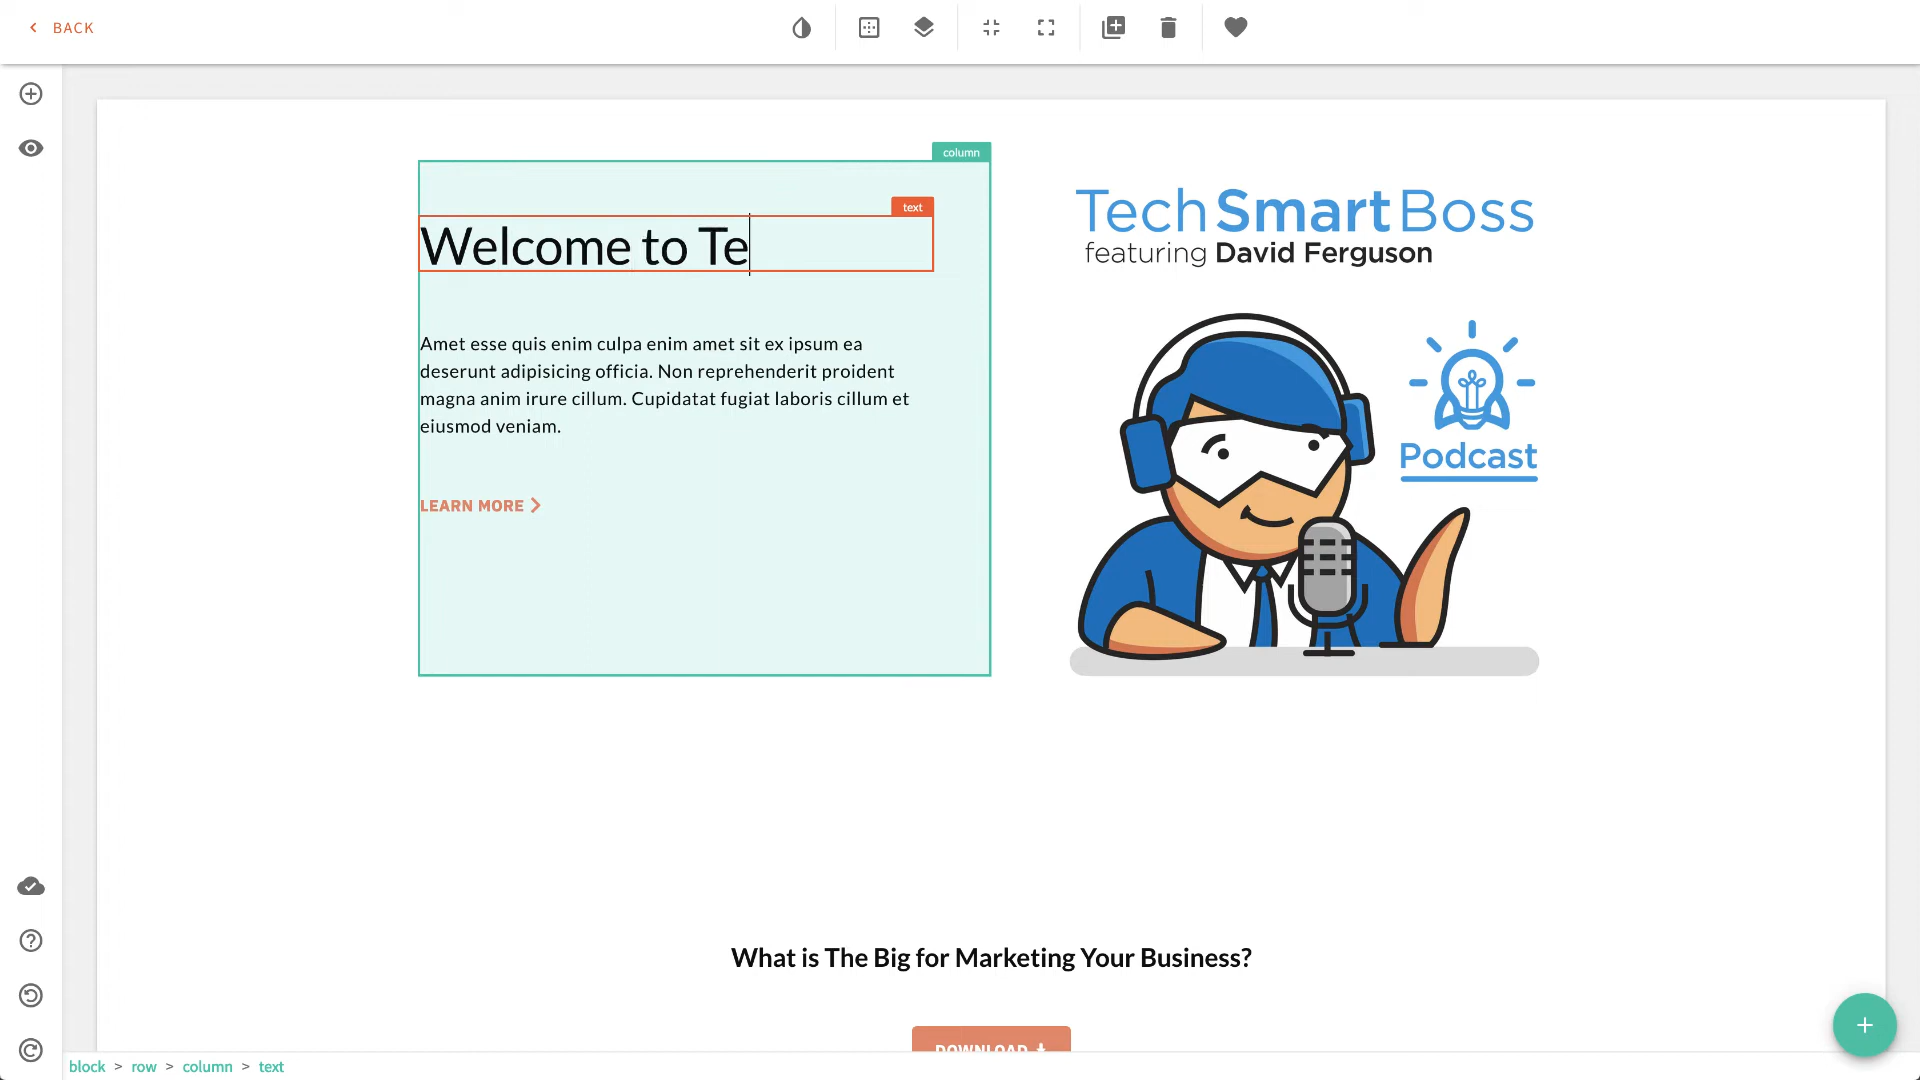 BACK
column
text
Welcome to Te
Amet esse quis enim culpa enim amet sit ex ipsum ea
deserunt adipisicing officia. Non reprehenderit proident
magna anim irure cillum. Cupidatat fugiat laboris cillum et
eiusmod veniam.
LEARN MORE
TechSmartBoss
featuring David Ferguson
Podcast
What is The Big for Marketing Your Business?
DOWNLOAD
block > row > column > text